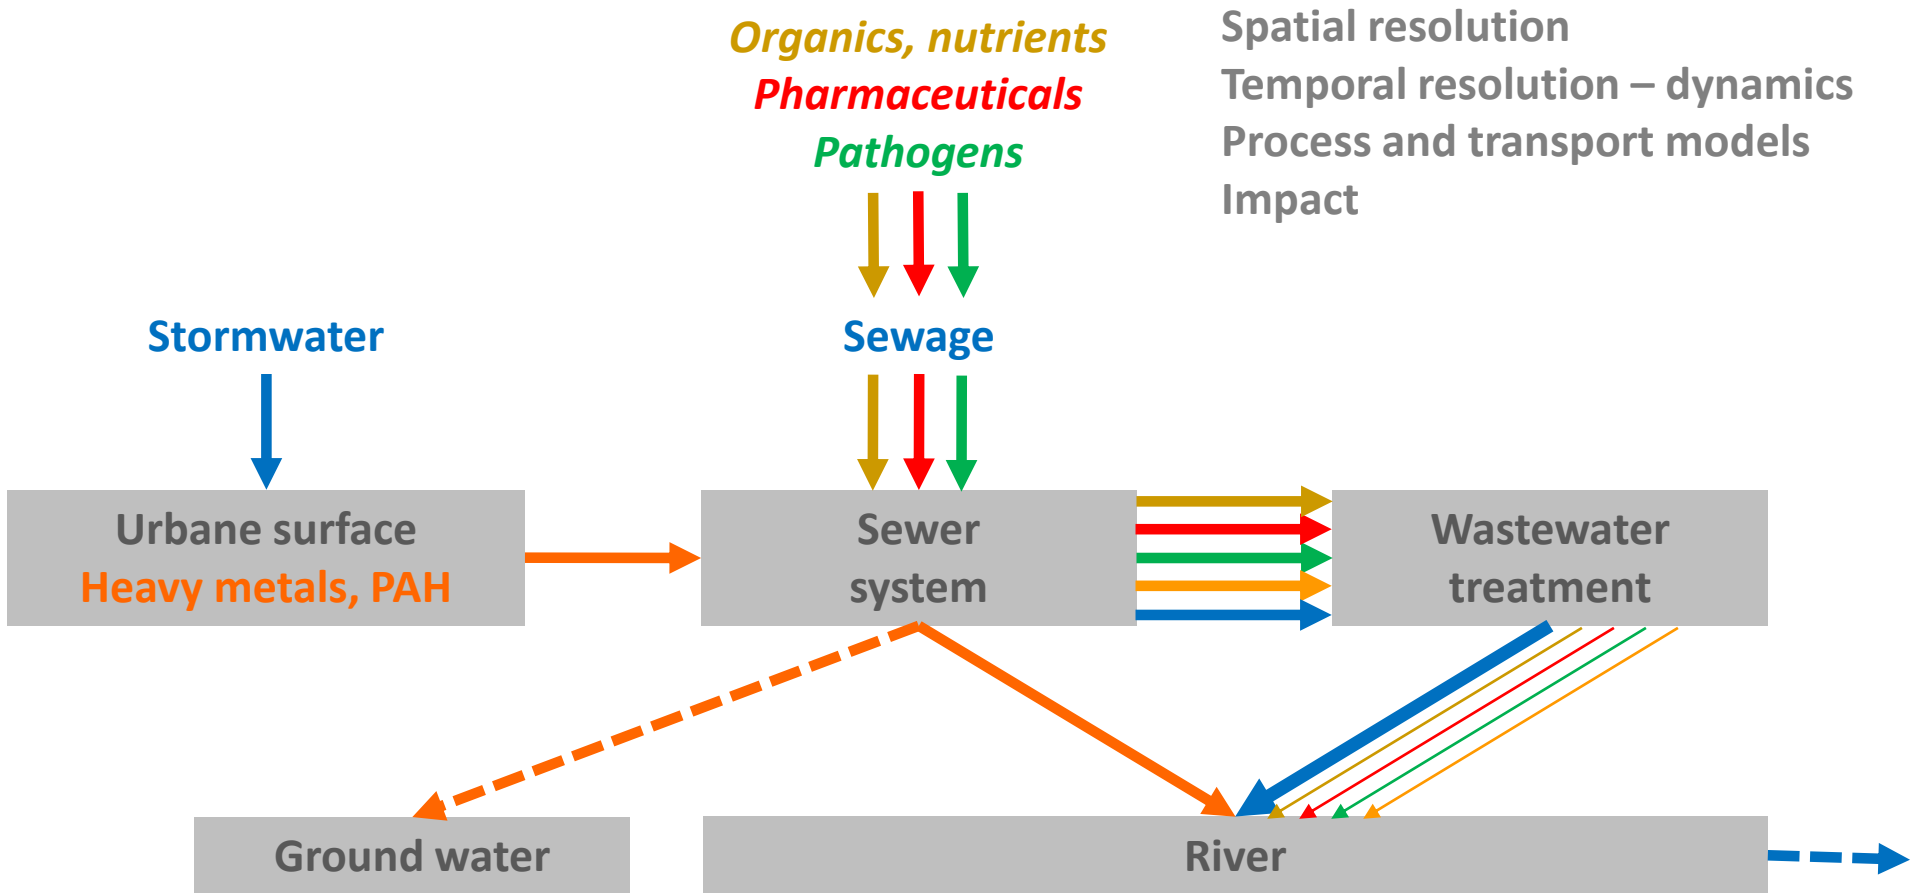 Organics, nutrients
Pharmaceuticals
Pathogens
Spatial resolution
Temporal resolution – dynamics
Process and transport models
Impact
Stormwater
Sewage
Urbane surface
Heavy metals, PAH
Sewer
system
Wastewater
treatment
Ground water
River